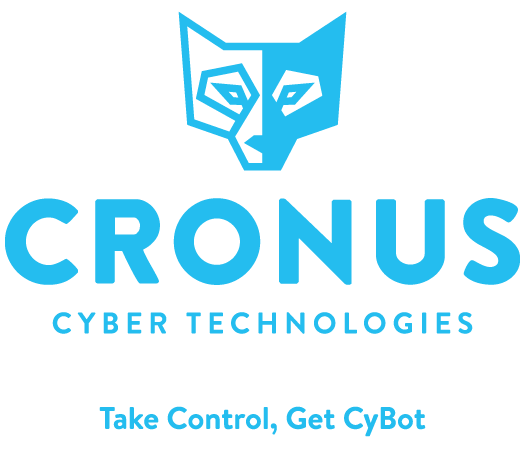 CRONUS
CYBER TECHNOLOGIES
Take Control, Get CyBot